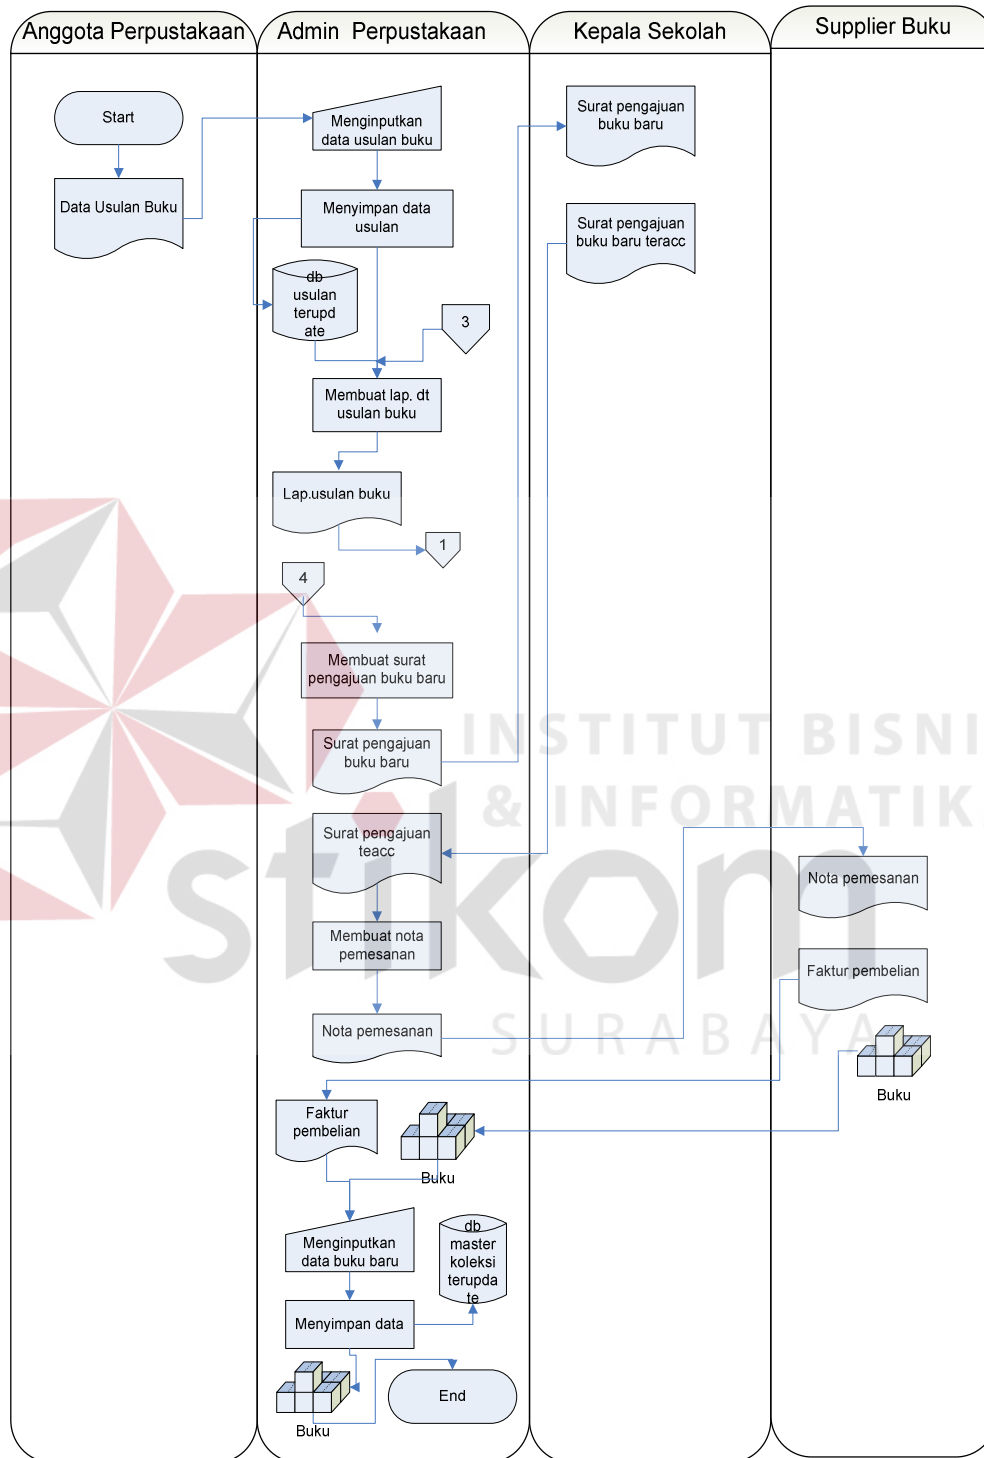 Anggota Perpustakaan
Admin Perpustakaan
Kepala Sekolah
Supplier Buku
Start
Data Usulan Buku
Menginputkan
data usulan buku
Menyimpan data
usulan
db
usulan
terupd
ate
3
Membuat lap. dt
usulan buku
Lap.usulan buku
1
4
Membuat surat
pengajuan buku baru
Surat pengajuan
buku baru
Surat pengajuan
buku baru
Surat pengajuan
buku baru teracc
Surat pengajuan
teacc
Membuat nota
pemesanan
Nota pemesanan
Nota pemesanan
Faktur pembelian
Buku
Faktur
pembelian
Buku
Menginputkan
data buku baru
db
master
koleksi
terupda
te
Menyimpan data
Buku
End
INSTITUT BISNI
& INFORMATIK
stikom
SURABAYA